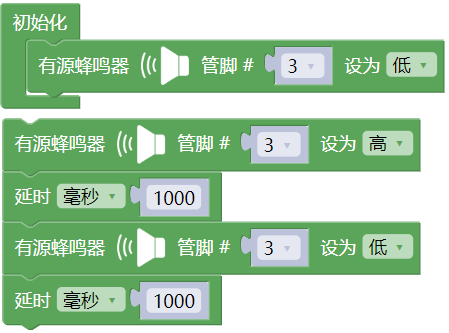 初始化
有源蜂鸣器 管脚 # 3 设为 低
有源蜂鸣器 管脚 # 3 设为 高
延时 毫秒 1000
有源蜂鸣器 管脚 # 3 设为 低
延时 毫秒 1000